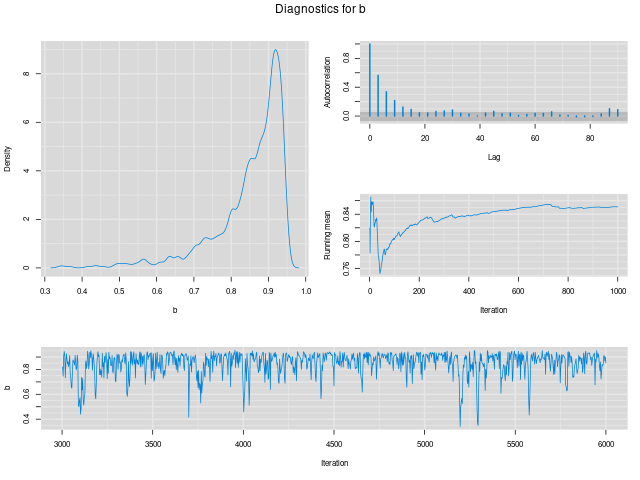 Diagnostics for b
Density
0 2 4 6 8
0.3 0.4 0.5 0.6 0.7 0.8 0.9 1.0
b
Autocorrelation
0.0 0.4 0.8
0 20 40 60 80
Lag
Running mean
0.76 0.80 0.84
0 200 400 600 800 1000
Iteration
b
0.4 0.6 0.8
3000 3500 4000 4500 5000 5500 6000
Iteration